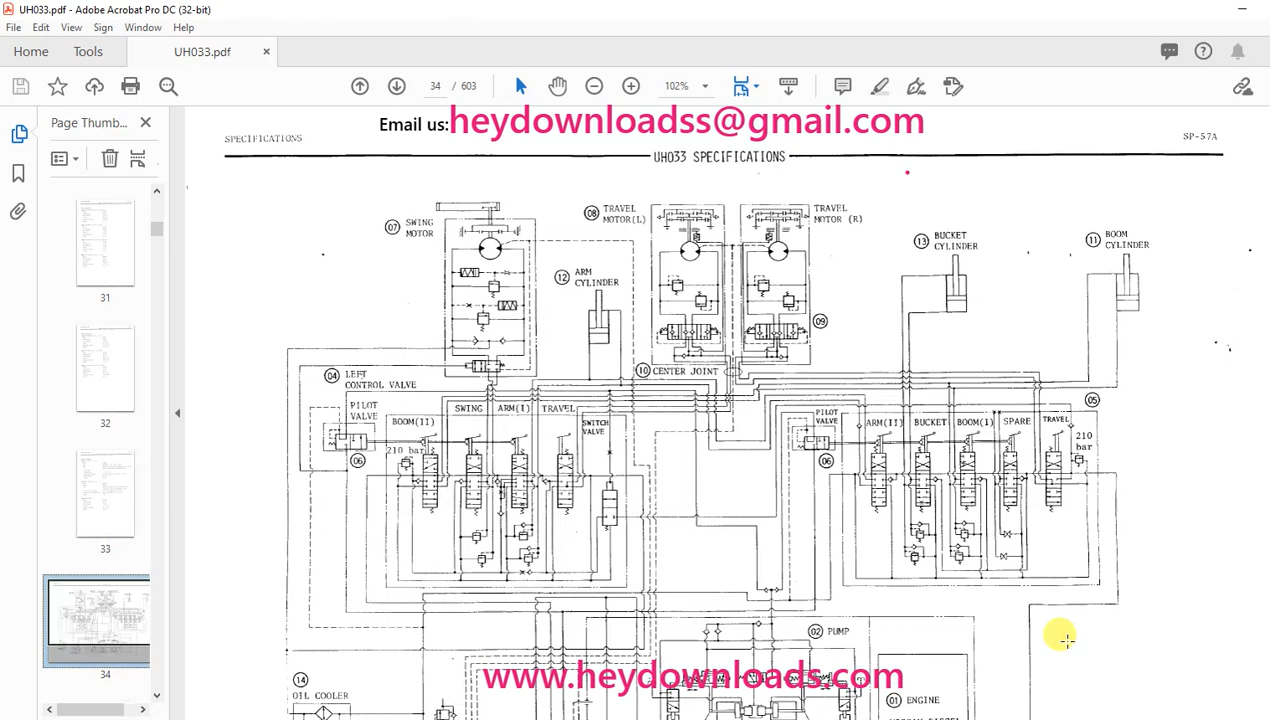 UH033.pdf - Adobe Acrobat Pro DC (32-bit)
File Edit View Sign Window Help
Home Tools UH033.pdf ×
34 / 603 102%
Page Thumb...
Email us: heydownloadss@gmail.com
SPECIFICATIONS
SP-57A
UH033 SPECIFICATIONS
07 SWING
MOTOR
08 TRAVEL
MOTOR(L)
TRAVEL
MOTOR (R)
13 BUCKET
CYLINDER
11 BOOM
CYLINDER
12 ARM
CYLINDER
09
10 CENTER JOINT
04 LEFT
CONTROL VALVE
05
PILOT
VALVE
BOOM(II) SWING ARM(I) TRAVEL
SWITCH
VALVE
06
210 bar
PILOT
VALVE
ARM(II) BUCKET BOOM(I) SPARE TRAVEL
06
210
bar
02 PUMP
14
OIL COOLER
01 ENGINE
www.heydownloads.com
31
32
33
34